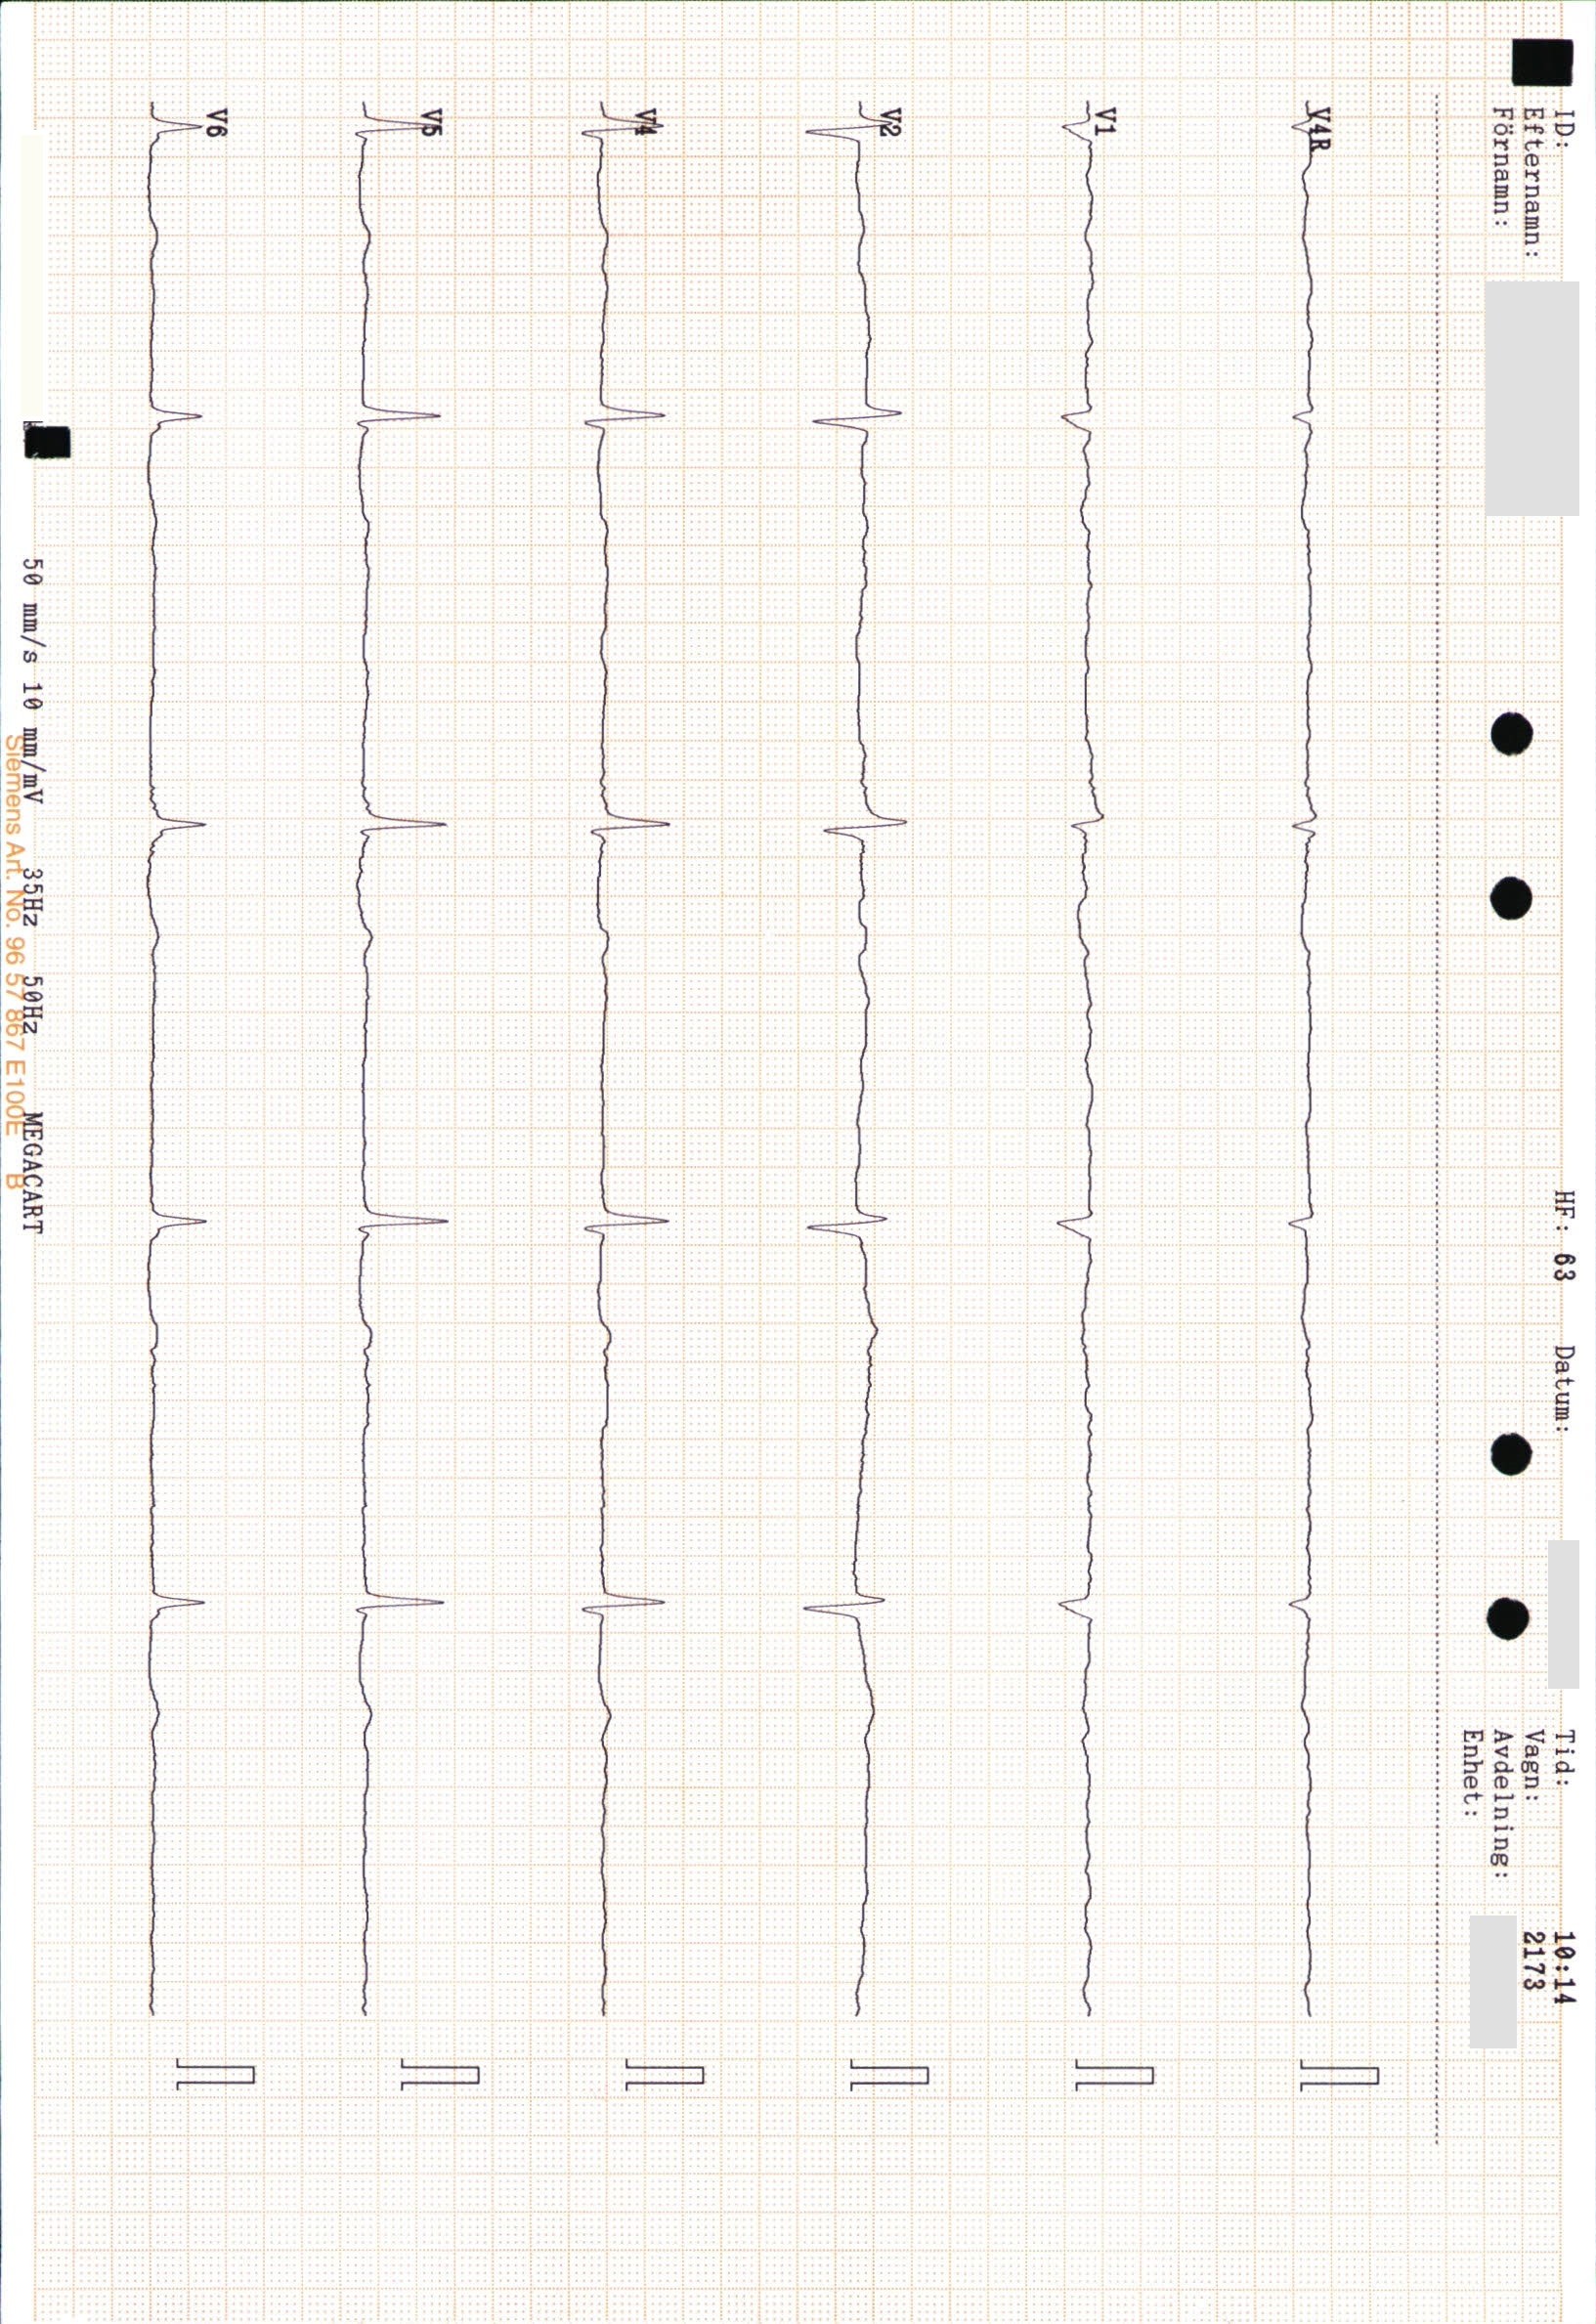 ID: HF: 63 Datum: Tid: 10:14
Efternamn: Vagn: 2173
Förnamn: Avdelning:
Enhet:
V4R
V1
V2
V4
V5
V6
50 mm/s 10 mm/mV 35Hz 50Hz MEGACART
Siemens Art. No. 96 57 867 E100E B